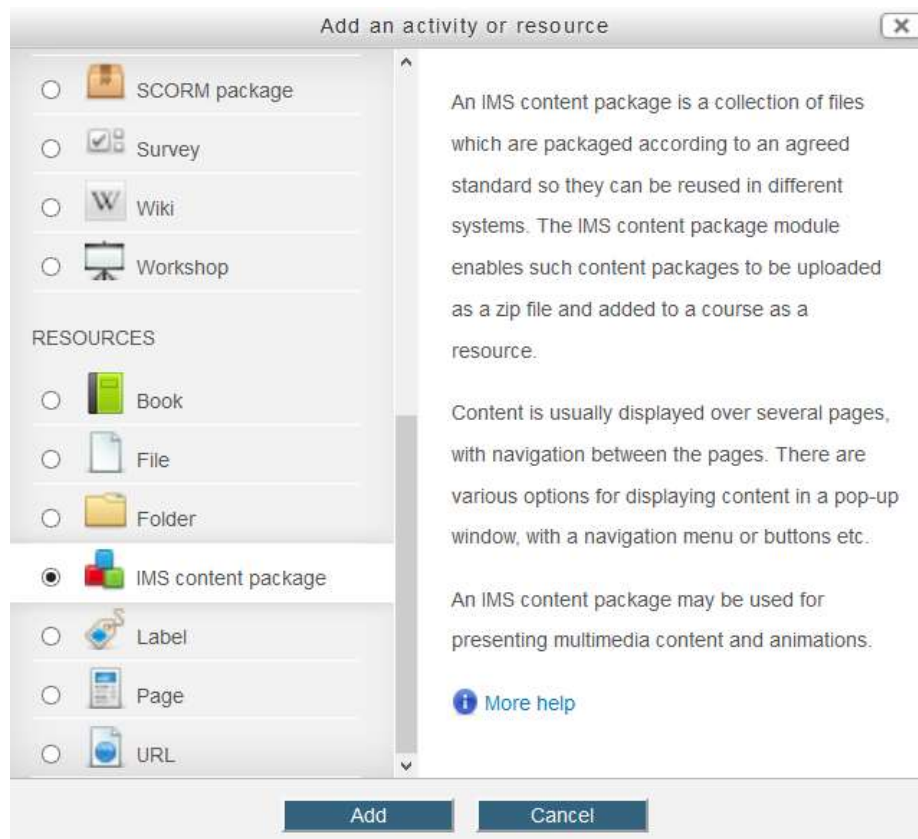 Add an activity or resource
SCORM package
Survey
Wiki
Workshop
RESOURCES
Book
File
Folder
IMS content package
Label
Page
URL
An IMS content package is a collection of files
which are packaged according to an agreed
standard so they can be reused in different
systems. The IMS content package module
enables such content packages to be uploaded
as a zip file and added to a course as a
resource.
Content is usually displayed over several pages,
with navigation between the pages. There are
various options for displaying content in a pop-up
window, with a navigation menu or buttons etc.
An IMS content package may be used for
presenting multimedia content and animations.
More help
Add
Cancel